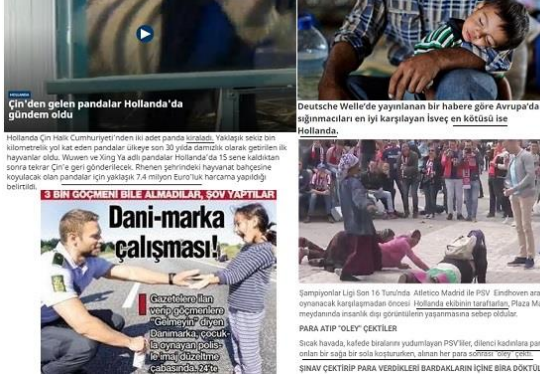 Çin'den gelen pandalar Hollanda'da
gündem oldu
Hollanda Çin Halk Cumhuriyeti'nden iki adet panda kiraladı. Yaklaşık sekiz bin
kilometrelik yol kat eden pandalar ülkeye son 30 yılda damızlık olarak getirilen ilk
hayvanlar oldu. Wuwen ve Xing Ya adlı pandalar Hollanda'da 15 sene kaldıktan
sonra tekrar Çin'e geri gönderilecek. Rhenen şehrindeki hayvanat bahçesine
koyulacak olan pandalar için yaklaşık 7.4 milyon Euro'luk harcama yapıldığı
belirtildi.
3 BİN GÖÇMENİ BİLE ALMADILAR, ŞOV YAPTILAR
Dani-marka
çalışması!
Gazetelere ilan
verip göçmenlere
'Gelmeyin' diyen
Danimarka, çocuk-
la oynayan polis-
le imaj düzeltme
çabasında. 24'te
Deutsche Welle'de yayınlanan bir habere göre Avrupa'da
sığınmacıları en iyi karşılayan İsveç en kötüsü ise
Hollanda.
Şampiyonlar Ligi Son 16 Turu'nda Atletico Madrid ile PSV Eindhoven ara
oynanacak karşılaşmadan öncesi Hollanda ekibinin taraftarları, Plaza Ma
meydanında insanlık dışı görüntülerin yaşanmasına sebep oldular.
PARA ATIP "OLEY" ÇEKTİLER
Sıcak havada, kafede biralarını yudumlayan PSV'liler, dilenci kadınlara par
onları bir sağa bir sola koştururken, alınan her para sonrası "oley" çekti.
ŞINAV ÇEKTİRİP PARA VERDİKLERİ BARDAKLARIN İÇİNE BİRA DÖKTÜL